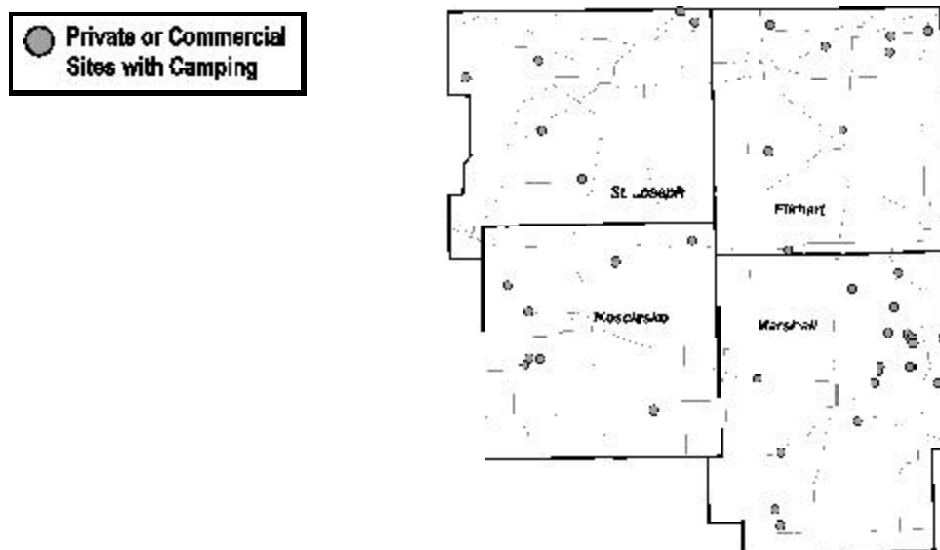 Private or Commercial
Sites with Camping
St. Joseph
Elkhart
Kosciusko
Marshall